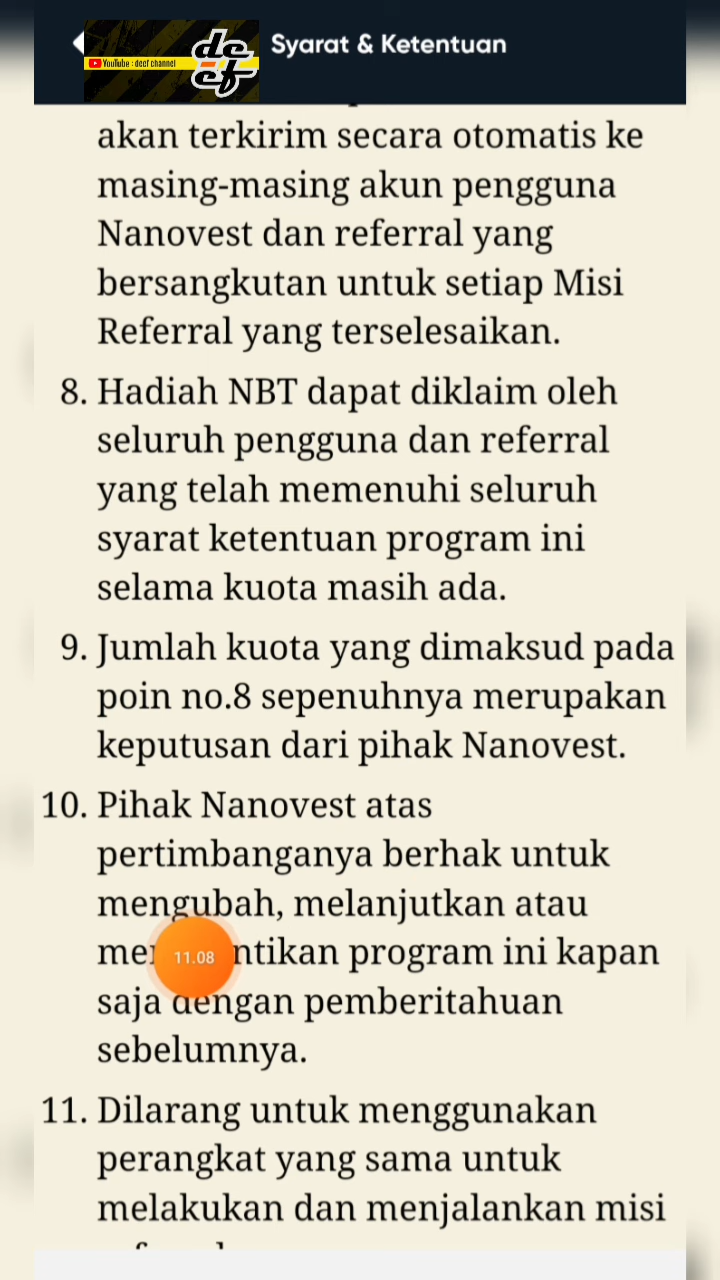 YouTube : deef channel
de
ef
Syarat & Ketentuan
akan terkirim secara otomatis ke
masing-masing akun pengguna
Nanovest dan referral yang
bersangkutan untuk setiap Misi
Referral yang terselesaikan.
8. Hadiah NBT dapat diklaim oleh
seluruh pengguna dan referral
yang telah memenuhi seluruh
syarat ketentuan program ini
selama kuota masih ada.
9. Jumlah kuota yang dimaksud pada
poin no.8 sepenuhnya merupakan
keputusan dari pihak Nanovest.
10. Pihak Nanovest atas
pertimbanganya berhak untuk
mengubah, melanjutkan atau
11.08 program ini kapan
saja dengan pemberitahuan
sebelumnya.
11. Dilarang untuk menggunakan
perangkat yang sama untuk
melakukan dan menjalankan misi